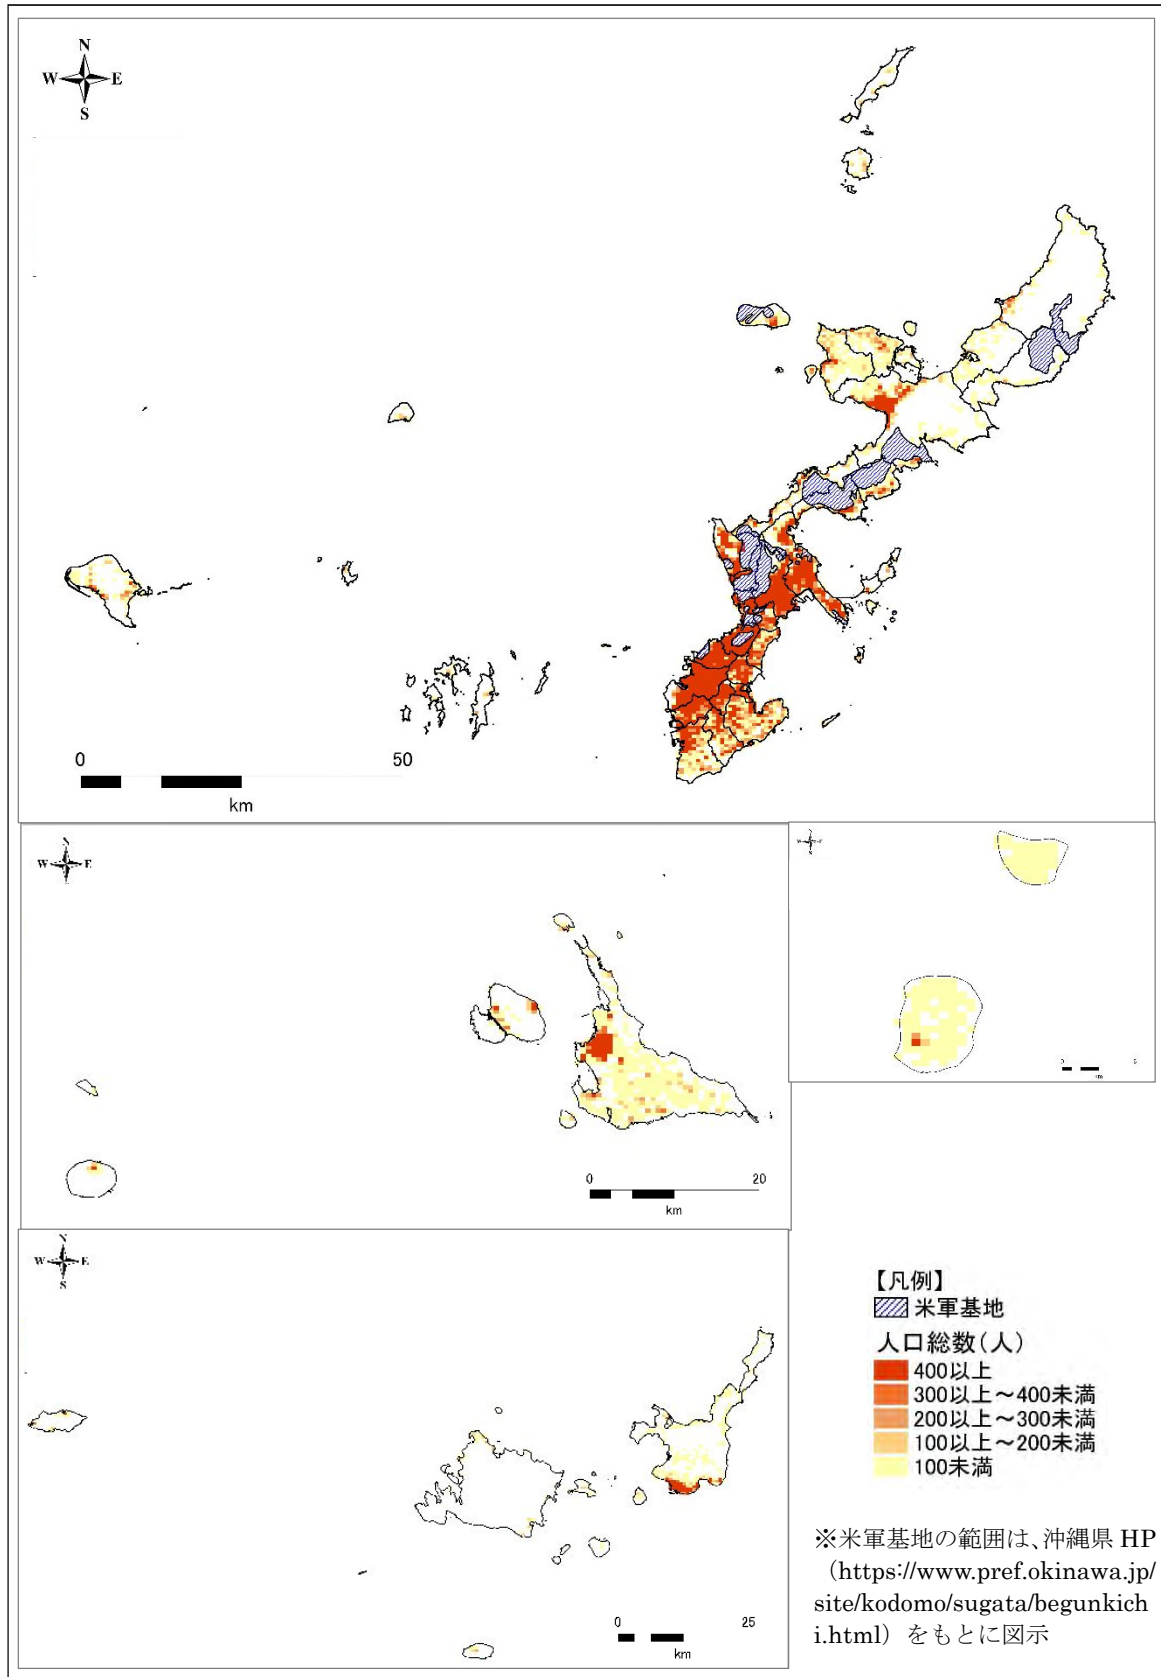 N
W E
S
0 50
km
N
W E
S
0 20
km
N
W E
S
0
km
N
W E
S
0 25
km
【凡例】
米軍基地
人口総数(人)
400以上
300以上～400未満
200以上～300未満
100以上～200未満
100未満
※米軍基地の範囲は、沖縄県 HP
（https://www.pref.okinawa.jp/
site/kodomo/sugata/begunkich
i.html）をもとに図示